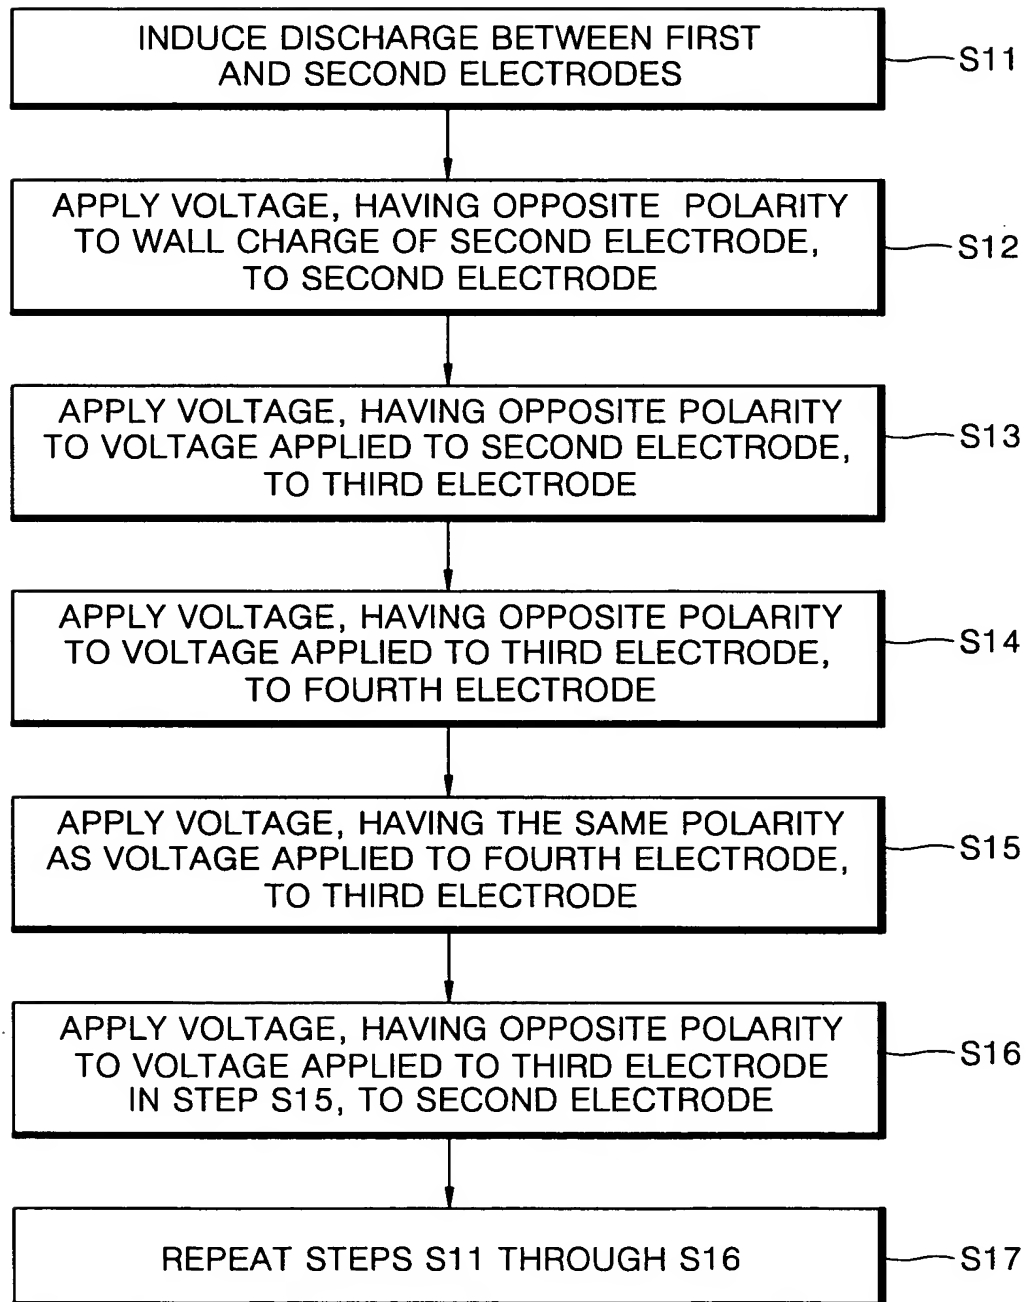 INDUCE DISCHARGE BETWEEN FIRST
AND SECOND ELECTRODES
S11
APPLY VOLTAGE, HAVING OPPOSITE POLARITY
TO WALL CHARGE OF SECOND ELECTRODE,
TO SECOND ELECTRODE
S12
APPLY VOLTAGE, HAVING OPPOSITE POLARITY
TO VOLTAGE APPLIED TO SECOND ELECTRODE,
TO THIRD ELECTRODE
S13
APPLY VOLTAGE, HAVING OPPOSITE POLARITY
TO VOLTAGE APPLIED TO THIRD ELECTRODE,
TO FOURTH ELECTRODE
S14
APPLY VOLTAGE, HAVING THE SAME POLARITY
AS VOLTAGE APPLIED TO FOURTH ELECTRODE,
TO THIRD ELECTRODE
S15
APPLY VOLTAGE, HAVING OPPOSITE POLARITY
TO VOLTAGE APPLIED TO THIRD ELECTRODE
IN STEP S15, TO SECOND ELECTRODE
S16
REPEAT STEPS S11 THROUGH S16
S17